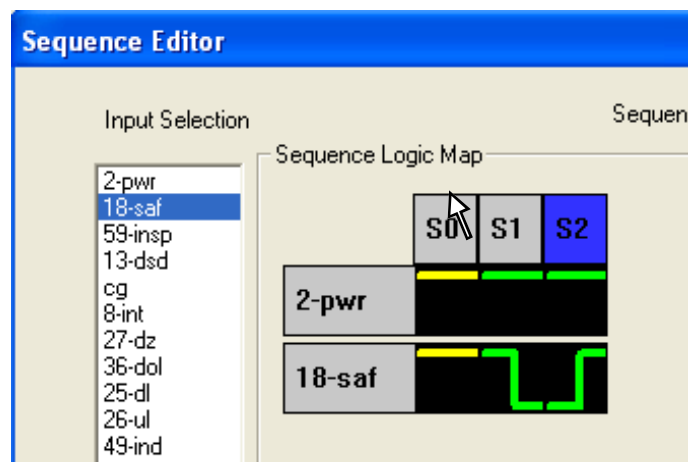 Sequence Editor
Input Selection
Sequen
Sequence Logic Map
2-pwr
18-saf
59-insp
13-dsd
cg
8-int
27-dz
36-dol
25-dl
26-ul
49-ind
S0 S1 S2
2-pwr
18-saf